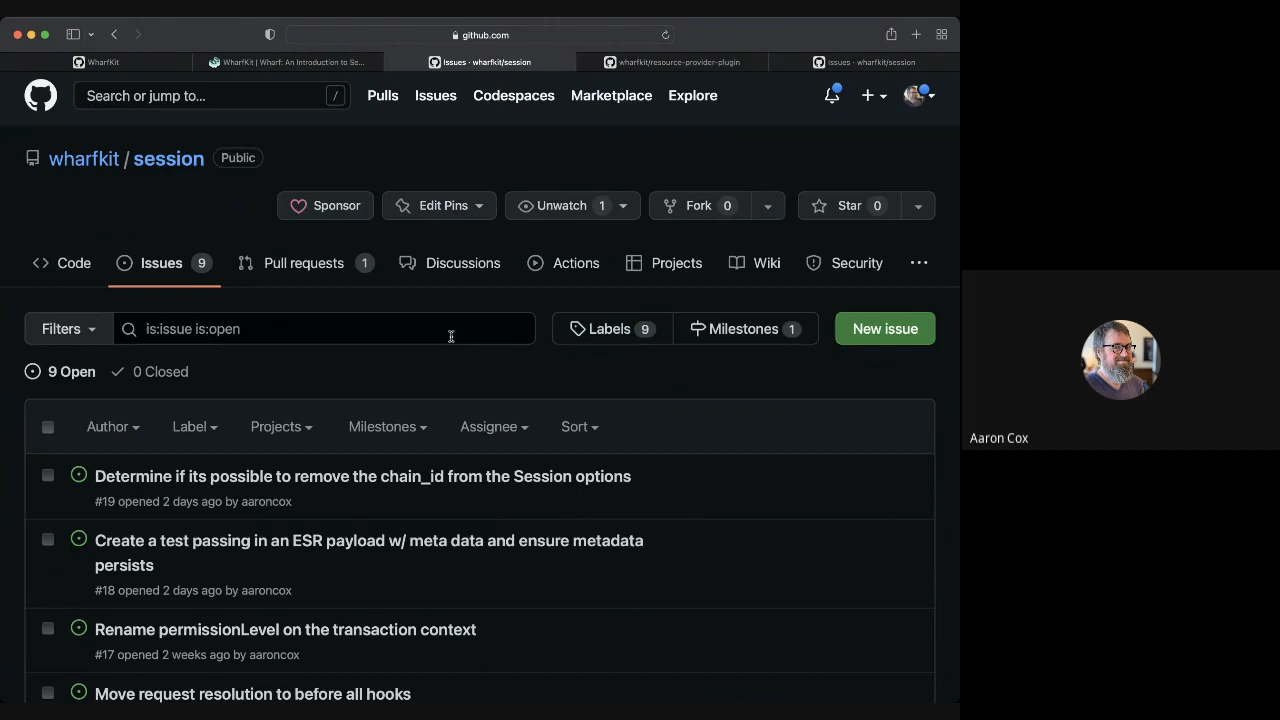 github.com
WharfKit
WharfKit | Wharf: An Introduction to Se...
Issues · wharfkit/session
wharfkit/resource-provider-plugin
Issues · wharfkit/session
Search or jump to...
/
Pulls
Issues
Codespaces
Marketplace
Explore
wharfkit / session
Public
Sponsor
Edit Pins
Unwatch 1
Fork 0
Star 0
Code
Issues 9
Pull requests 1
Discussions
Actions
Projects
Wiki
Security
Filters
is:issue is:open
Labels 9
Milestones 1
New issue
9 Open
0 Closed
Author
Label
Projects
Milestones
Assignee
Sort
Determine if its possible to remove the chain_id from the Session options
#19 opened 2 days ago by aaroncox
Create a test passing in an ESR payload w/ meta data and ensure metadata
persists
#18 opened 2 days ago by aaroncox
Rename permissionLevel on the transaction context
#17 opened 2 weeks ago by aaroncox
Move request resolution to before all hooks
Aaron Cox